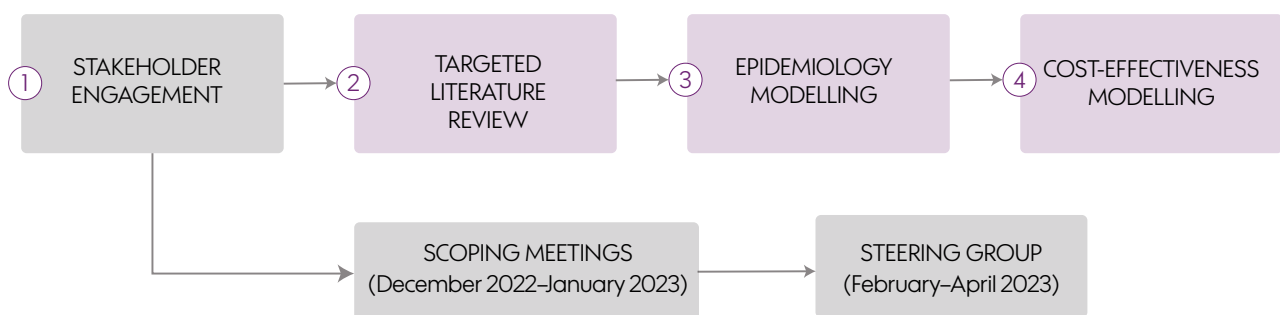 1
STAKEHOLDER
ENGAGEMENT
2
TARGETED
LITERATURE
REVIEW
3
EPIDEMIOLOGY
MODELLING
4
COST-EFFECTIVENESS
MODELLING
SCOPING MEETINGS
(December 2022–January 2023)
STEERING GROUP
(February–April 2023)